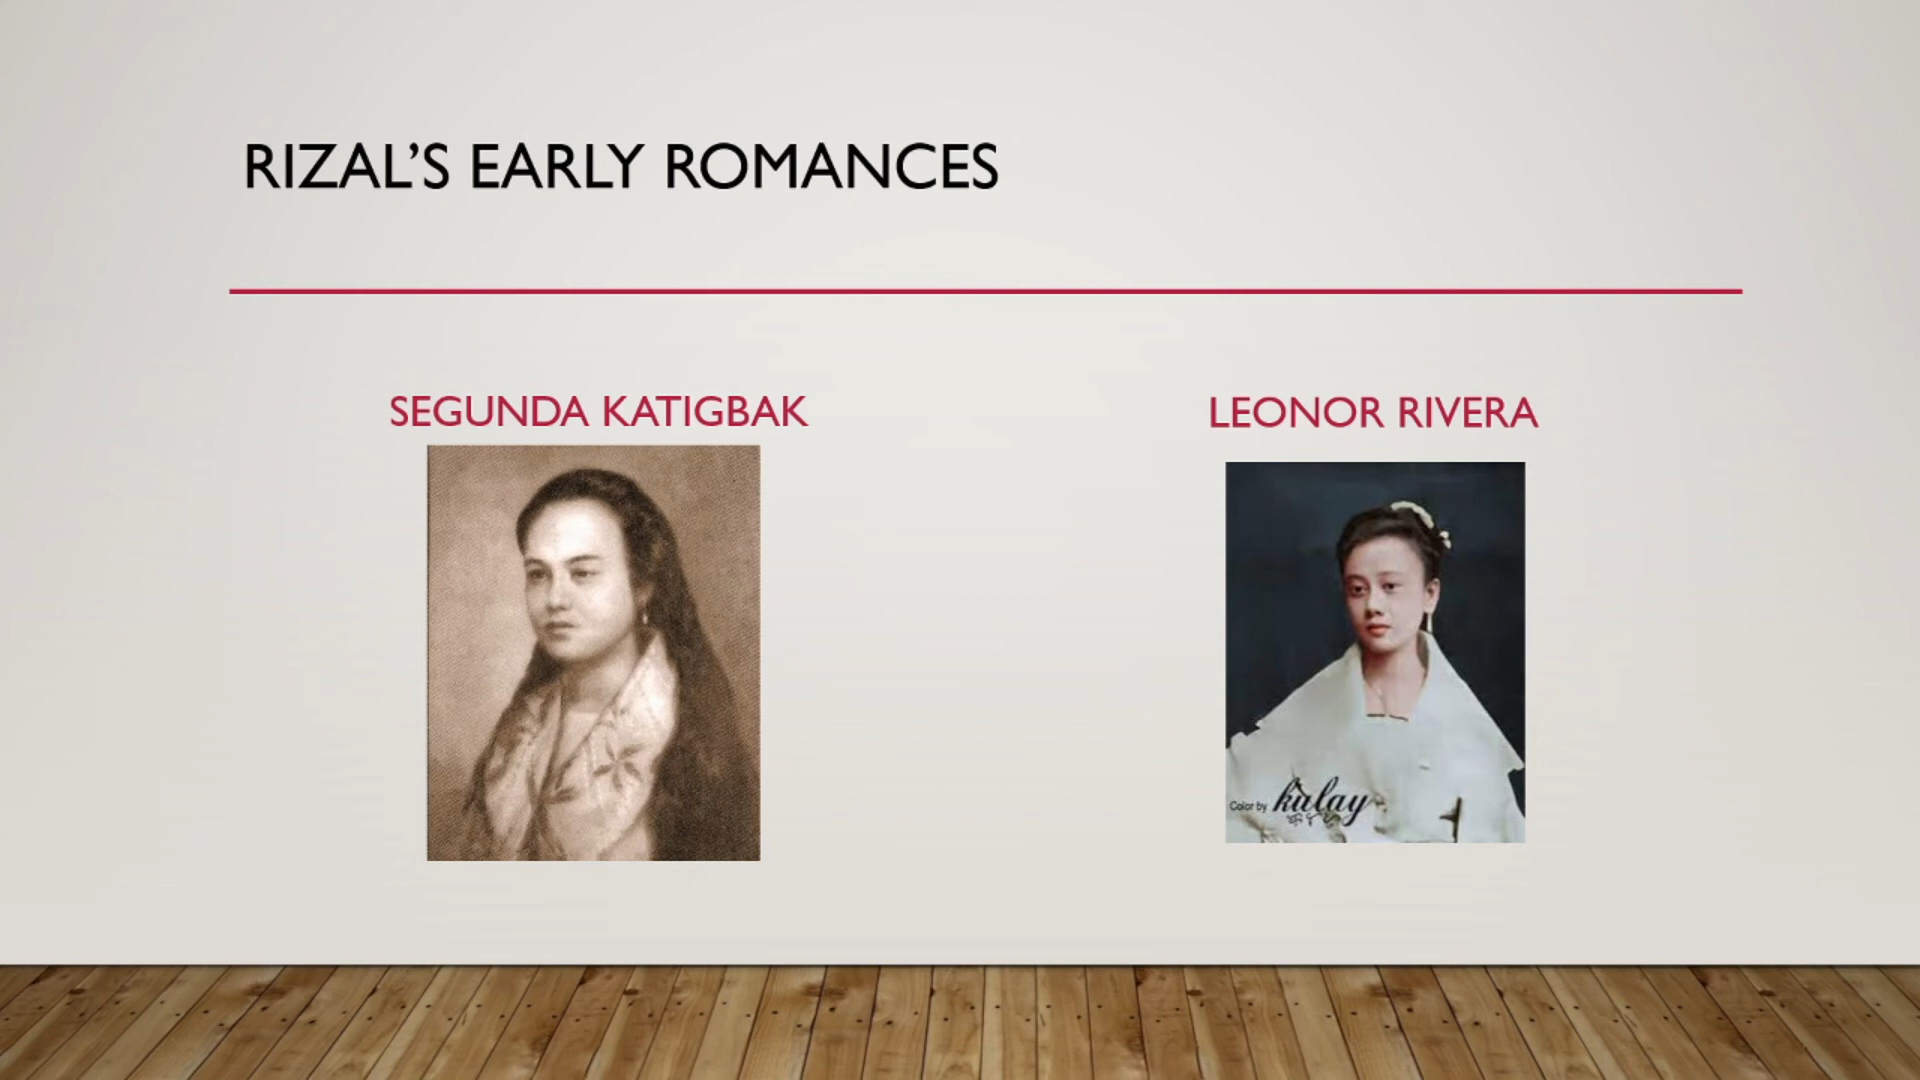 RIZAL’S EARLY ROMANCES
SEGUNDA KATIGBAK
LEONOR RIVERA
Color by kulay